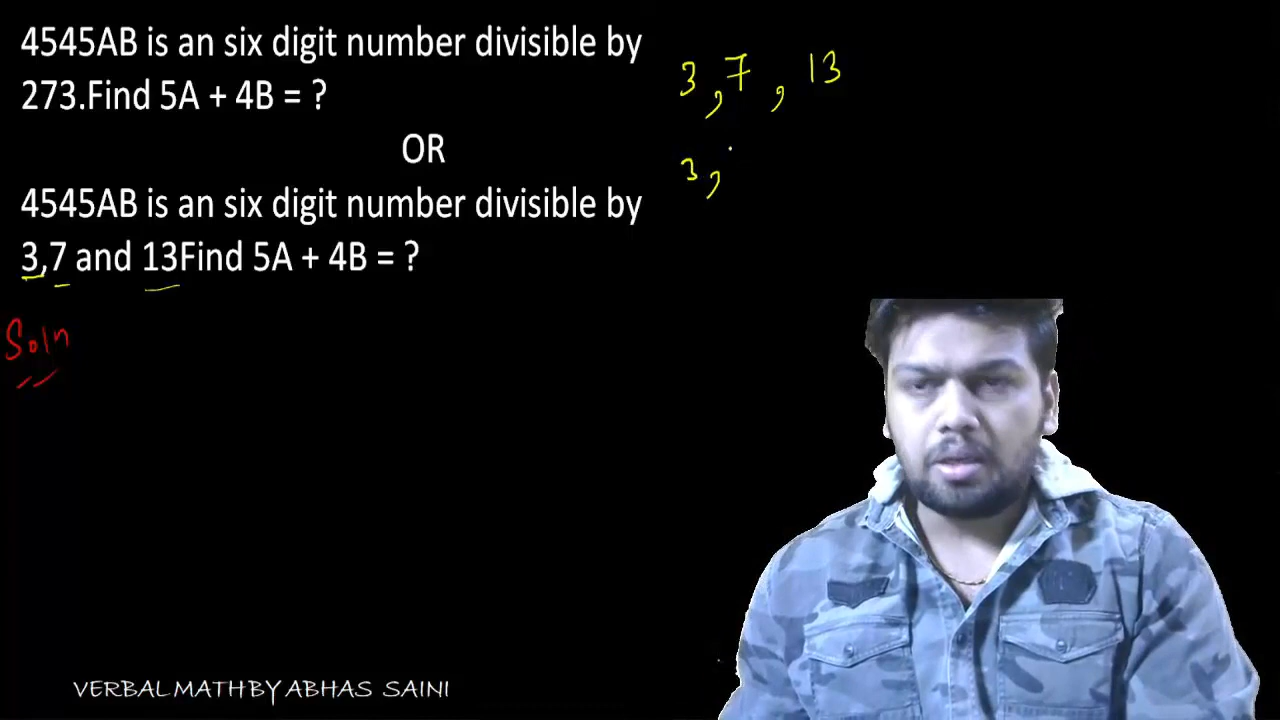 4545AB is an six digit number divisible by
273.Find 5A + 4B = ?
OR
4545AB is an six digit number divisible by
3,7 and 13Find 5A + 4B = ?
3 , 7 , 13
3 ,
Soln
VERBAL MATH BY ABHAS SAINI